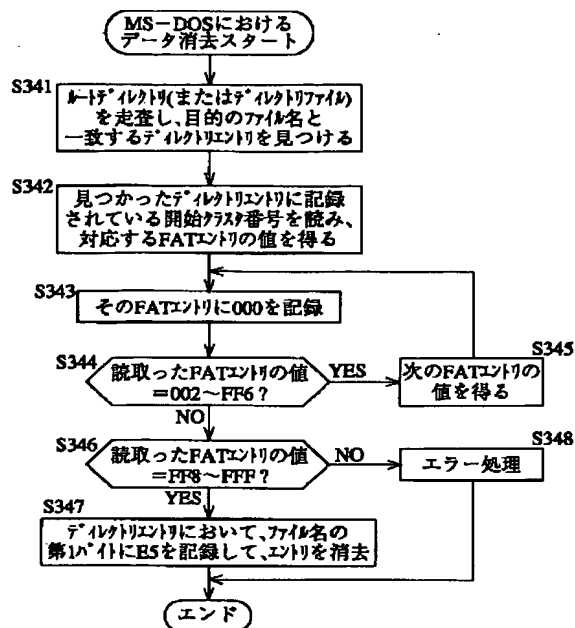 MS−DOSにおける
データ消去スタート
S341
ﾙｰﾄﾃﾞｨﾚｸﾄﾘ(またはﾃﾞｨﾚｸﾄﾘﾌｧｲﾙ)
を走査し、目的のﾌｧｲﾙ名と
一致するﾃﾞｨﾚｸﾄﾘｴﾝﾄﾘを見つける
S342
見つかったﾃﾞｨﾚｸﾄﾘｴﾝﾄﾘに記録
されている開始ｸﾗｽﾀ番号を読み、
対応するFATｴﾝﾄﾘの値を得る
S343
そのFATｴﾝﾄﾘに000を記録
S344
読取ったFATｴﾝﾄﾘの値
=002〜FF6?
YES
S345
次のFATｴﾝﾄﾘの
値を得る
NO
S346
読取ったFATｴﾝﾄﾘの値
=FF8〜FFF?
NO
S348
エラー処理
YES
S347
ﾃﾞｨﾚｸﾄﾘｴﾝﾄﾘにおいて、ﾌｧｲﾙ名の
第1ﾊﾞｲﾄにE5を記録して、ｴﾝﾄﾘを消去
エンド